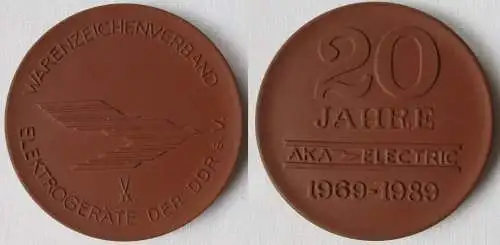 WARENZEICHENVERBAND
ELEKTROGERÄTE DER DDR e.V.
20
JAHRE
AKA ELECTRIC
1969-1989